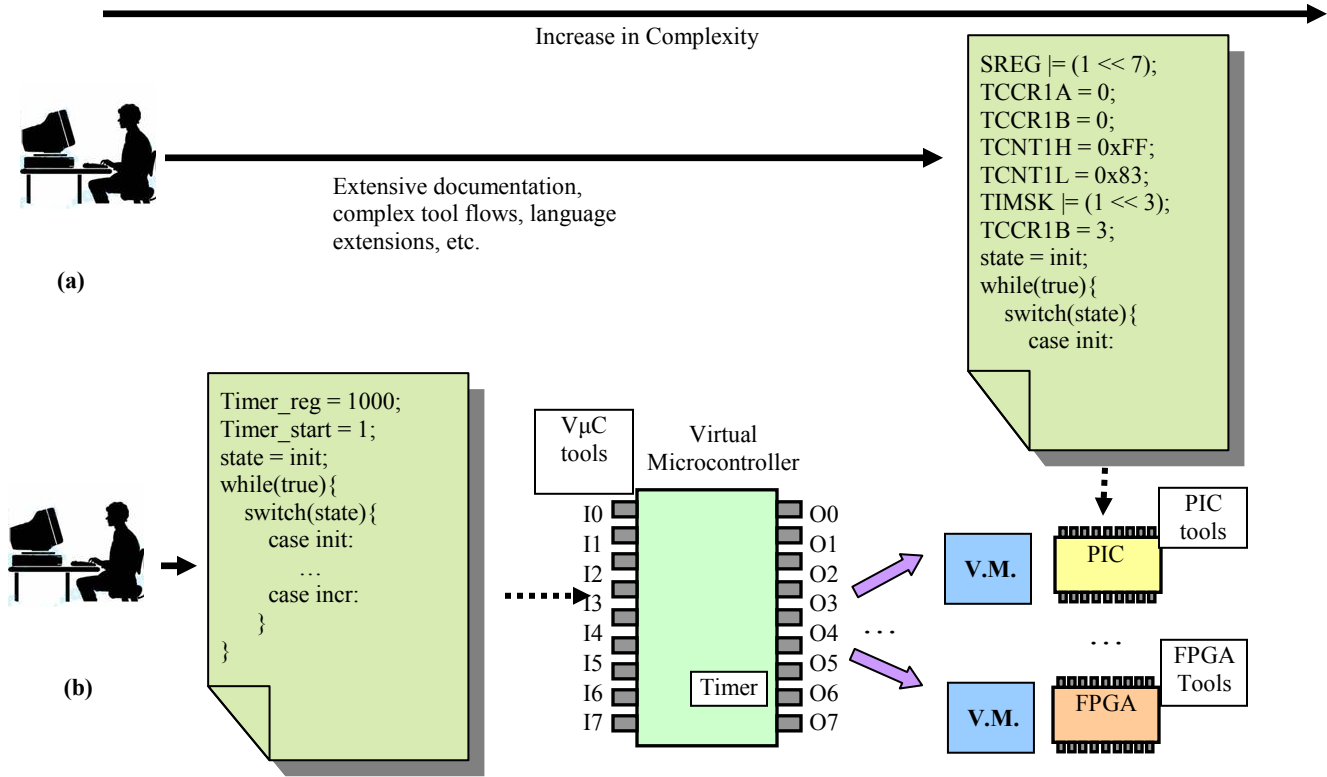 Increase in Complexity
SREG |= (1 << 7);
TCCR1A = 0;
TCCR1B = 0;
TCNT1H = 0xFF;
TCNT1L = 0x83;
TIMSK |= (1 << 3);
TCCR1B = 3;
state = init;
while(true){
switch(state){
case init:
Extensive documentation,
complex tool flows, language
extensions, etc.
(a)
Timer_reg = 1000;
Timer_start = 1;
state = init;
while(true){
switch(state){
case init:
…
case incr:
}
}
(b)
VμC
tools
Virtual
Microcontroller
I0
I1
I2
I3
I4
I5
I6
I7
Timer
O0
O1
O2
O3
O4
O5
O6
O7
...
V.M.
PIC
PIC
tools
...
V.M.
FPGA
FPGA
Tools